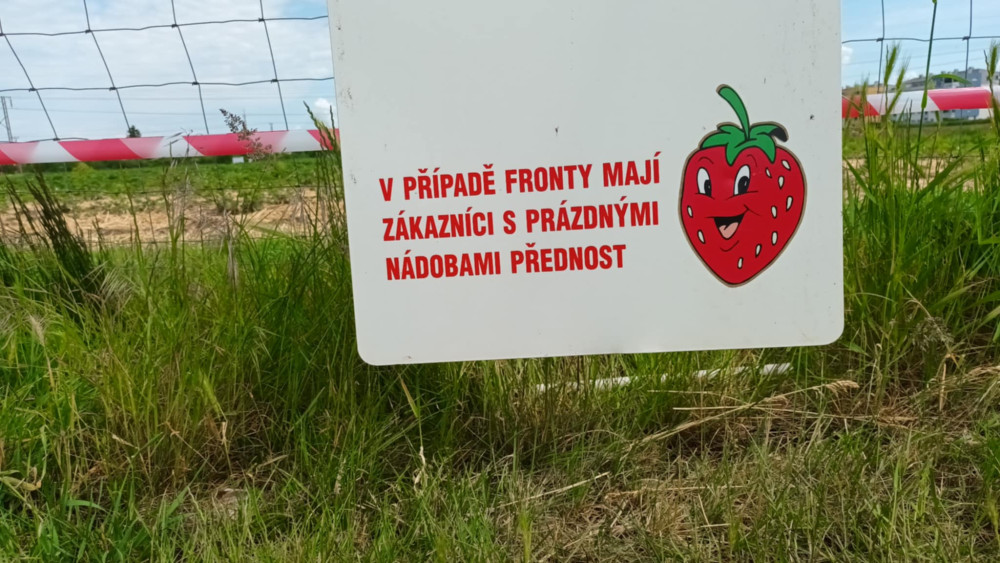 V PŘÍPADĚ FRONTY MAJÍ
ZÁKAZNÍCI S PRÁZDNÝMI
NÁDOBAMI PŘEDNOST